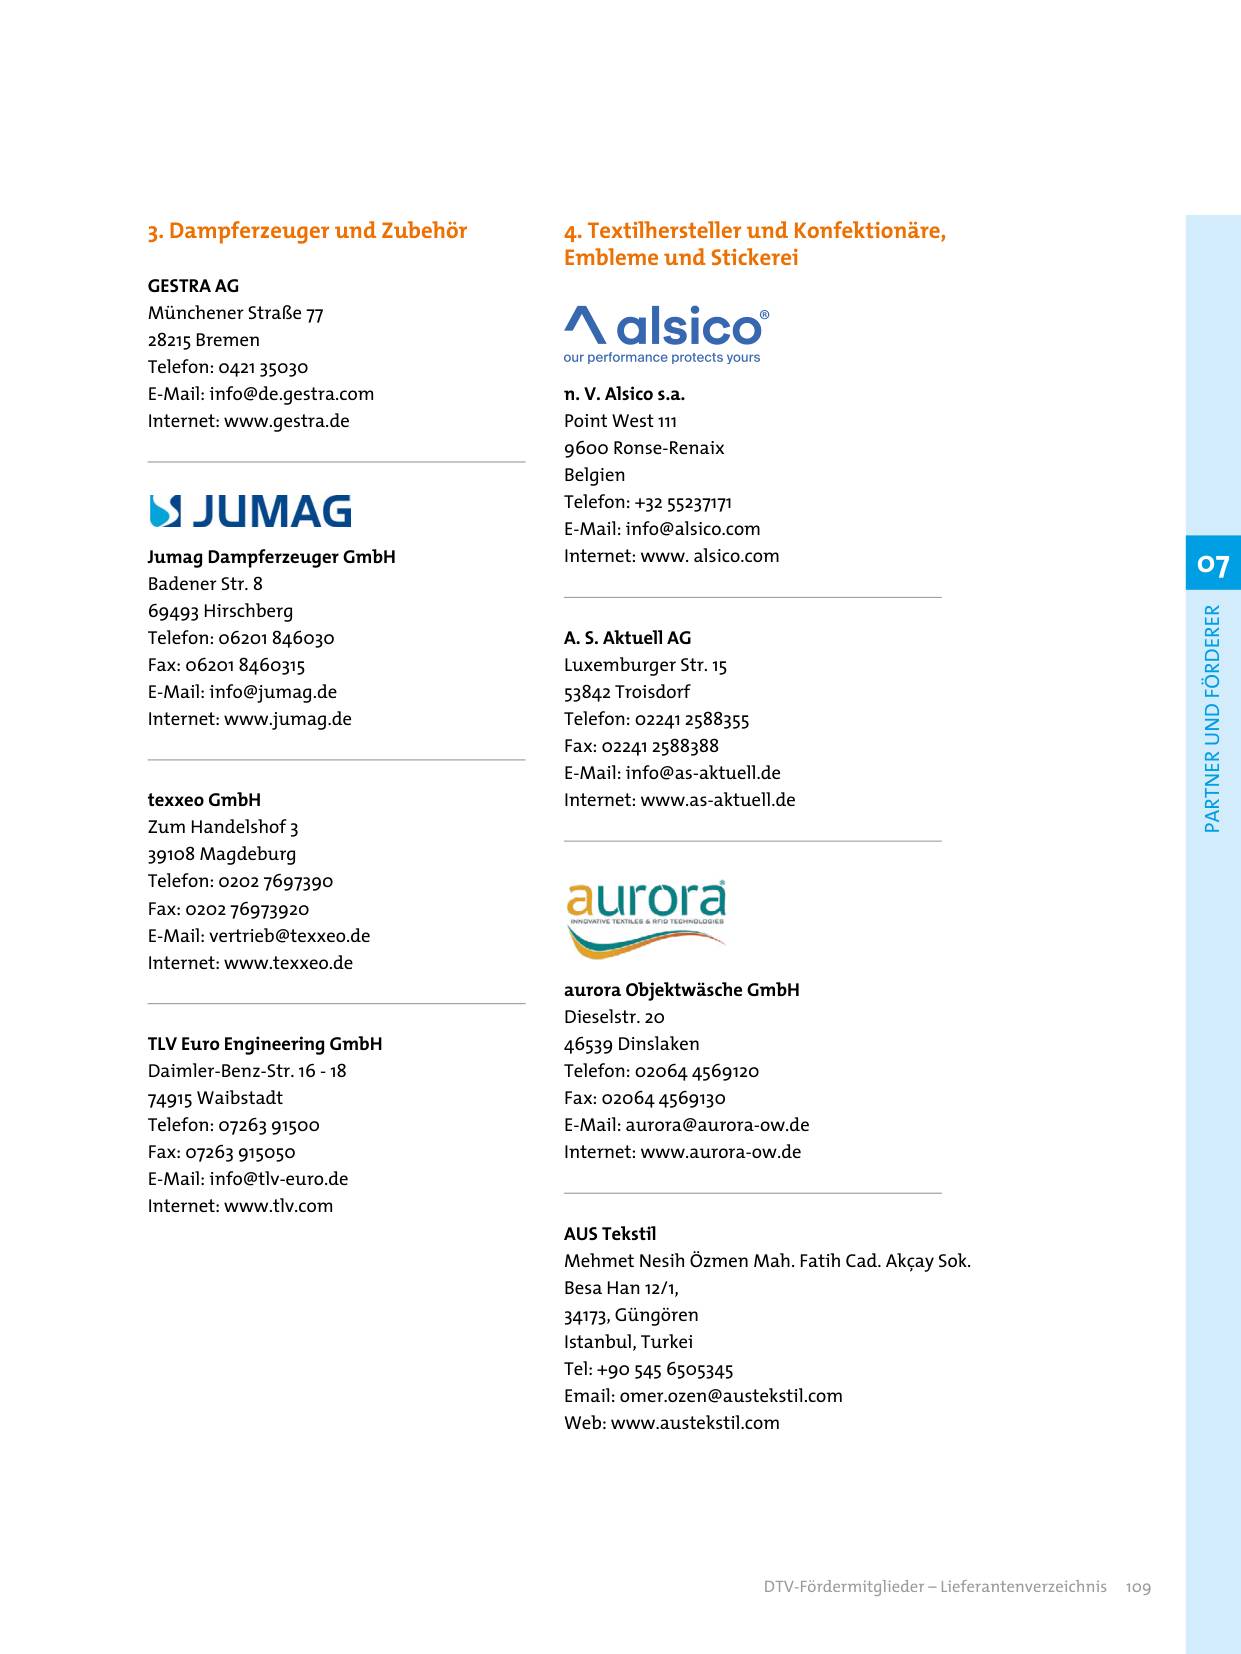 3. Dampferzeuger und Zubehör
GESTRA AG
Münchener Straße 77
28215 Bremen
Telefon: 0421 35030
E-Mail: info@de.gestra.com
Internet: www.gestra.de
JUMAG
Jumag Dampferzeuger GmbH
Badener Str. 8
69493 Hirschberg
Telefon: 06201 846030
Fax: 06201 8460315
E-Mail: info@jumag.de
Internet: www.jumag.de
texxeo GmbH
Zum Handelshof 3
39108 Magdeburg
Telefon: 0202 7697390
Fax: 0202 76973920
E-Mail: vertrieb@texxeo.de
Internet: www.texxeo.de
TLV Euro Engineering GmbH
Daimler-Benz-Str. 16 - 18
74915 Waibstadt
Telefon: 07263 91500
Fax: 07263 915050
E-Mail: info@tlv-euro.de
Internet: www.tlv.com
4. Textilhersteller und Konfektionäre,
Embleme und Stickerei
alsico®
our performance protects yours
n. V. Alsico s.a.
Point West 111
9600 Ronse-Renaix
Belgien
Telefon: +32 55237171
E-Mail: info@alsico.com
Internet: www. alsico.com
A. S. Aktuell AG
Luxemburger Str. 15
53842 Troisdorf
Telefon: 02241 2588355
Fax: 02241 2588388
E-Mail: info@as-aktuell.de
Internet: www.as-aktuell.de
aurora®
INNOVATIVE TEXTILES & RFID TECHNOLOGIES
aurora Objektwäsche GmbH
Dieselstr. 20
46539 Dinslaken
Telefon: 02064 4569120
Fax: 02064 4569130
E-Mail: aurora@aurora-ow.de
Internet: www.aurora-ow.de
AUS Tekstil
Mehmet Nesih Özmen Mah. Fatih Cad. Akçay Sok.
Besa Han 12/1,
34173, Güngören
Istanbul, Turkei
Tel: +90 545 6505345
Email: omer.ozen@austekstil.com
Web: www.austekstil.com
07
PARTNER UND FÖRDERER
DTV-Fördermitglieder – Lieferantenverzeichnis 109